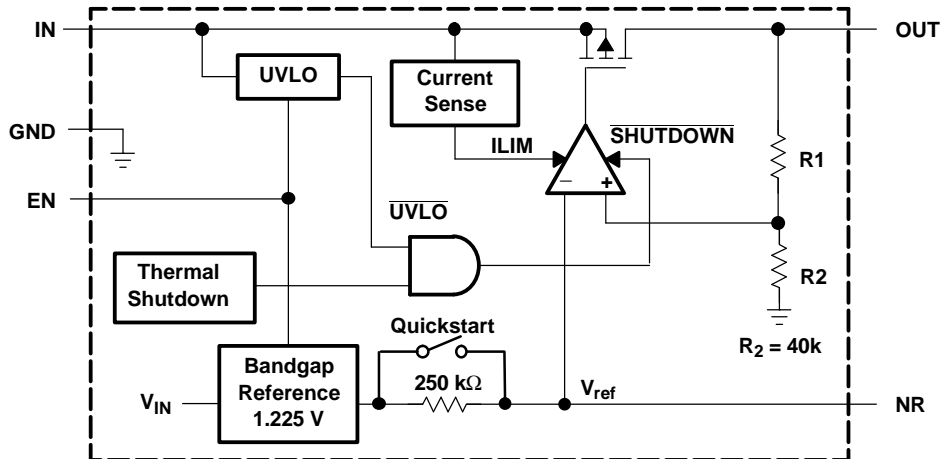 IN
OUT
UVLO
Current
Sense
GND
ILIM
SHUTDOWN
R1
EN
UVLO
− +
Thermal
Shutdown
R2
Quickstart
R2 = 40k
Bandgap
Reference
1.225 V
250 kΩ
VIN
Vref
NR